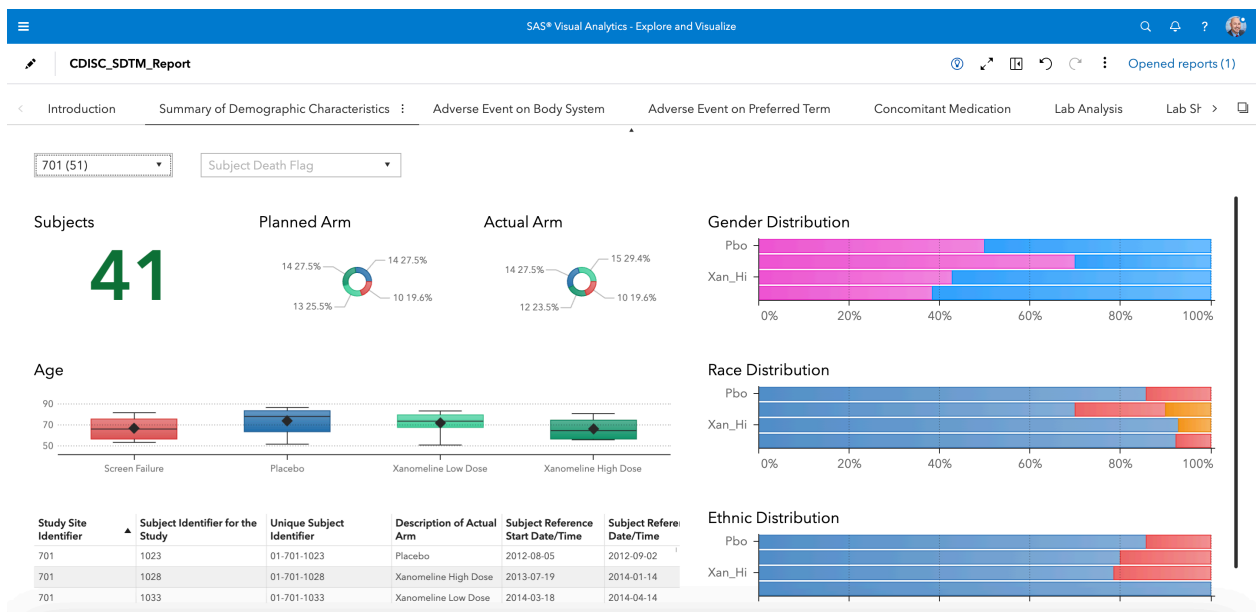 SAS® Visual Analytics - Explore and Visualize
?
CDISC_SDTM_Report
Opened reports (1)
Introduction
Summary of Demographic Characteristics
Adverse Event on Body System
Adverse Event on Preferred Term
Concomitant Medication
Lab Analysis
Lab Sh
701 (51)
Subject Death Flag
Subjects
41
Planned Arm
14 27.5%
14 27.5%
13 25.5%
10 19.6%
Actual Arm
15 29.4%
14 27.5%
12 23.5%
10 19.6%
Gender Distribution
Pbo
Xan_Hi
0% 20% 40% 60% 80% 100%
Age
90
70
50
Screen Failure Placebo Xanomeline Low Dose Xanomeline High Dose
Race Distribution
Pbo
Xan_Hi
0% 20% 40% 60% 80% 100%
Study Site Subject Identifier for the Unique Subject Description of Actual Subject Reference Subject Refere
Identifier Study Identifier Arm Start Date/Time Date/Time
701 1023 01-701-1023 Placebo 2012-08-05 2012-09-02
701 1028 01-701-1028 Xanomeline High Dose 2013-07-19 2014-01-14
701 1033 01-701-1033 Xanomeline Low Dose 2014-03-18 2014-04-14
Ethnic Distribution
Pbo
Xan_Hi